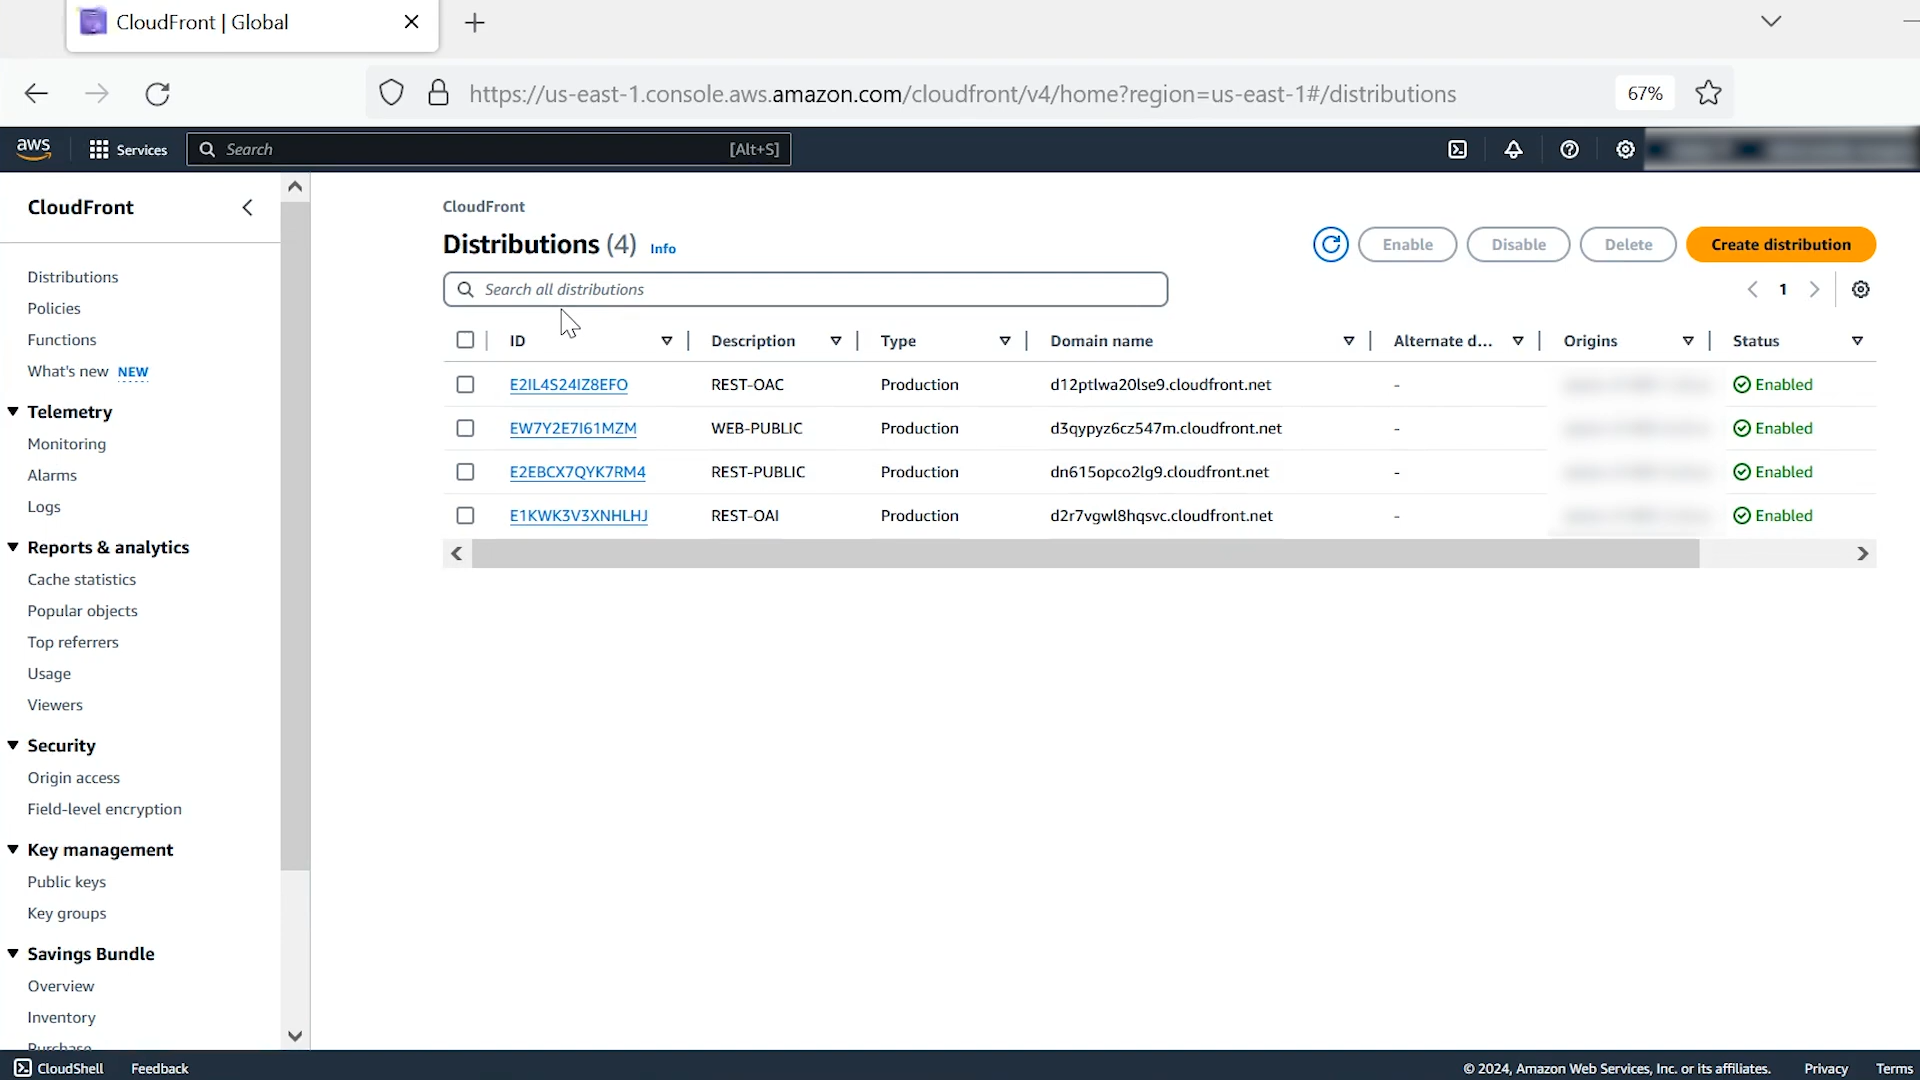 CloudFront | Global
https://us-east-1.console.aws.amazon.com/cloudfront/v4/home?region=us-east-1#/distributions
67%
aws
Services
Search
[Alt+S]
CloudFront
Distributions
Policies
Functions
What's new NEW
Telemetry
Monitoring
Alarms
Logs
Reports & analytics
Cache statistics
Popular objects
Top referrers
Usage
Viewers
Security
Origin access
Field-level encryption
Key management
Public keys
Key groups
Savings Bundle
Overview
Inventory
Purchase
CloudFront
Distributions (4) Info
Enable
Disable
Delete
Create distribution
Search all distributions
1
ID Description Type Domain name Alternate d... Origins Status
E2IL4S24IZ8EFO REST-OAC Production d12ptlwa20lse9.cloudfront.net - Enabled
EW7Y2E7I61MZM WEB-PUBLIC Production d3qypyz6cz547m.cloudfront.net - Enabled
E2EBCX7QYK7RM4 REST-PUBLIC Production dn615opco2lg9.cloudfront.net - Enabled
E1KWK3V3XNHLHJ REST-OAI Production d2r7vgwl8hqsvc.cloudfront.net - Enabled
CloudShell
Feedback
© 2024, Amazon Web Services, Inc. or its affiliates.
Privacy
Terms